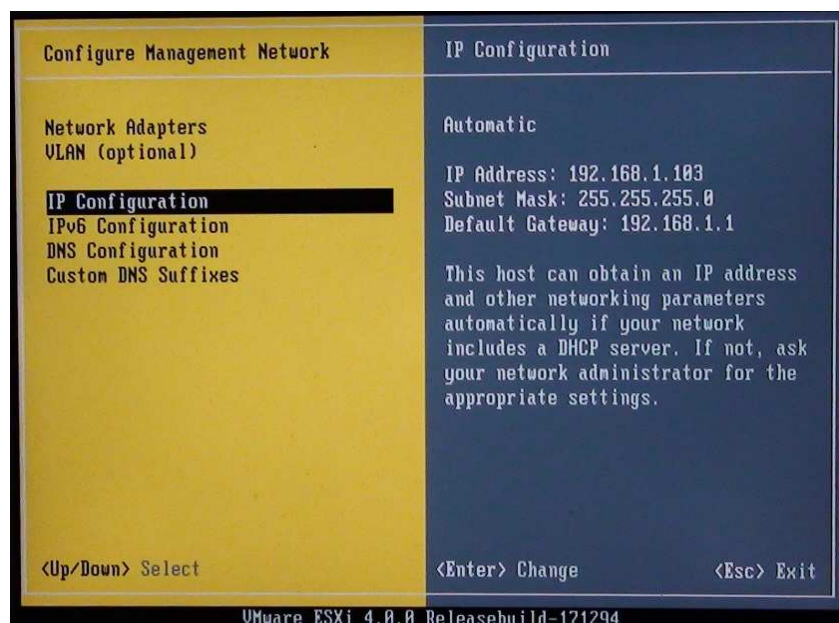 Configure Management Network
Network Adapters
VLAN (optional)
IP Configuration
IPv6 Configuration
DNS Configuration
Custom DNS Suffixes
<Up/Down> Select
IP Configuration
Automatic
IP Address: 192.168.1.103
Subnet Mask: 255.255.255.0
Default Gateway: 192.168.1.1
This host can obtain an IP address
and other networking parameters
automatically if your network
includes a DHCP server. If not, ask
your network administrator for the
appropriate settings.
<Enter> Change
<Esc> Exit
VMware ESXi 4.0.0 Releasebuild-171294